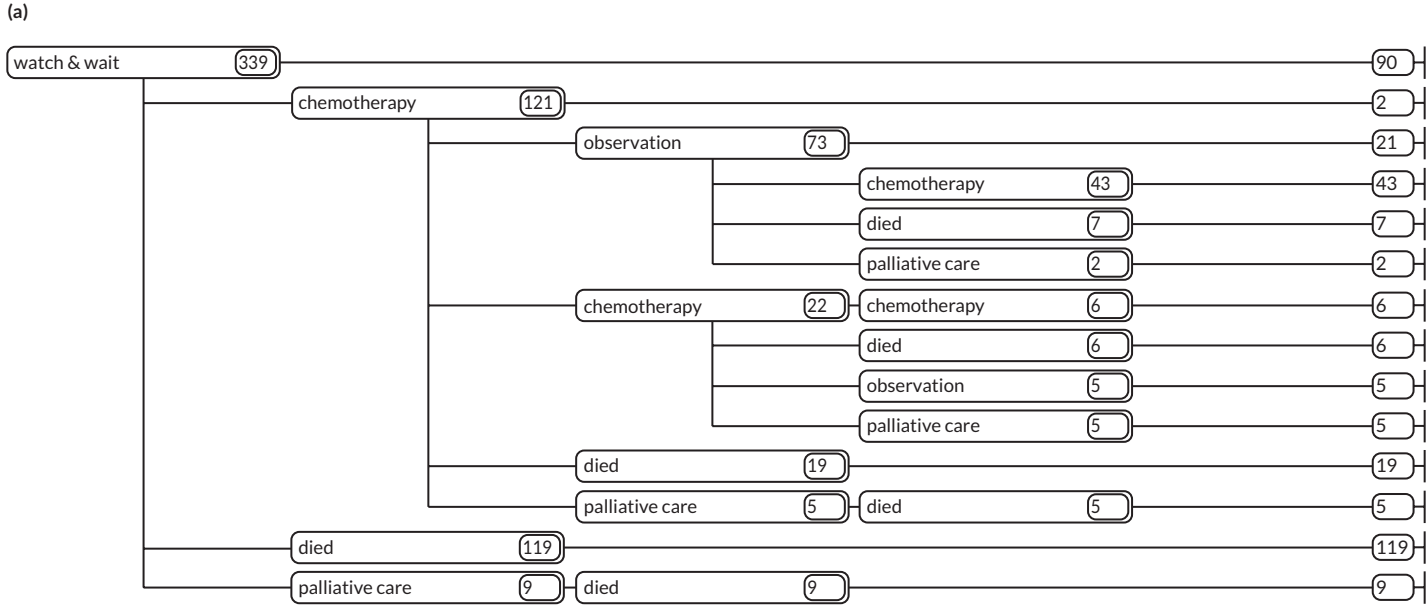 (a)
watch & wait 339 90
chemotherapy 121 2
observation 73 21
chemotherapy 43 43
died 7 7
palliative care 2 2
chemotherapy 22 chemotherapy 6 6
died 6 6
observation 5 5
palliative care 5 5
died 19 19
palliative care 5 died 5 5
died 119 119
palliative care 9 died 9 9